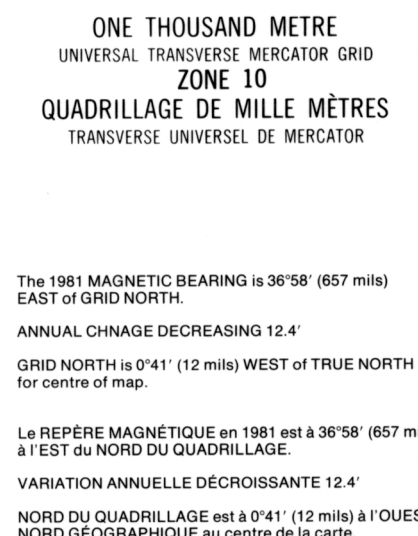 ONE THOUSAND METRE
UNIVERSAL TRANSVERSE MERCATOR GRID
ZONE 10
QUADRILLAGE DE MILLE MÈTRES
TRANSVERSE UNIVERSEL DE MERCATOR
The 1981 MAGNETIC BEARING is 36°58′ (657 mils)
EAST of GRID NORTH.
ANNUAL CHNAGE DECREASING 12.4′
GRID NORTH is 0°41′ (12 mils) WEST of TRUE NORTH
for centre of map.
Le REPÈRE MAGNÉTIQUE en 1981 est à 36°58′ (657
à l'EST du NORD DU QUADRILLAGE.
VARIATION ANNUELLE DÉCROISSANTE 12.4′
NORD DU QUADRILLAGE est à 0°41′ (12 mils) à
NORD GÉOGRAPHIQUE au centre de la carte